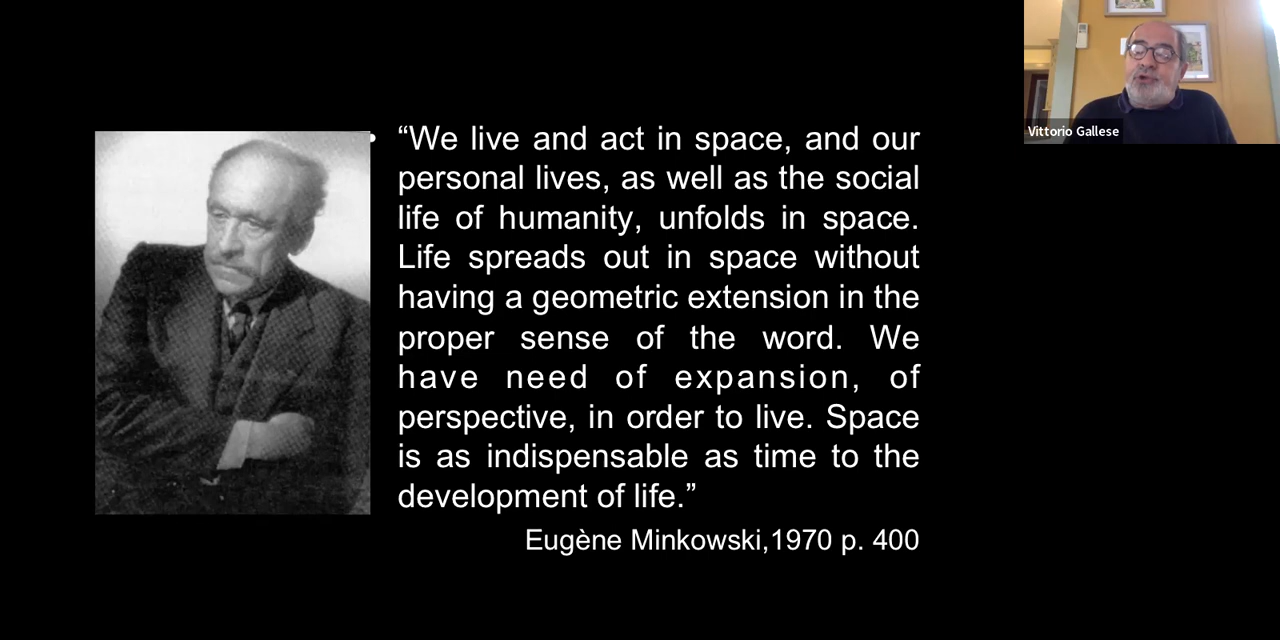 “We live and act in space, and our
personal lives, as well as the social
life of humanity, unfolds in space.
Life spreads out in space without
having a geometric extension in the
proper sense of the word. We
have need of expansion, of
perspective, in order to live. Space
is as indispensable as time to the
development of life.”
Eugène Minkowski,1970 p. 400
Vittorio Gallese